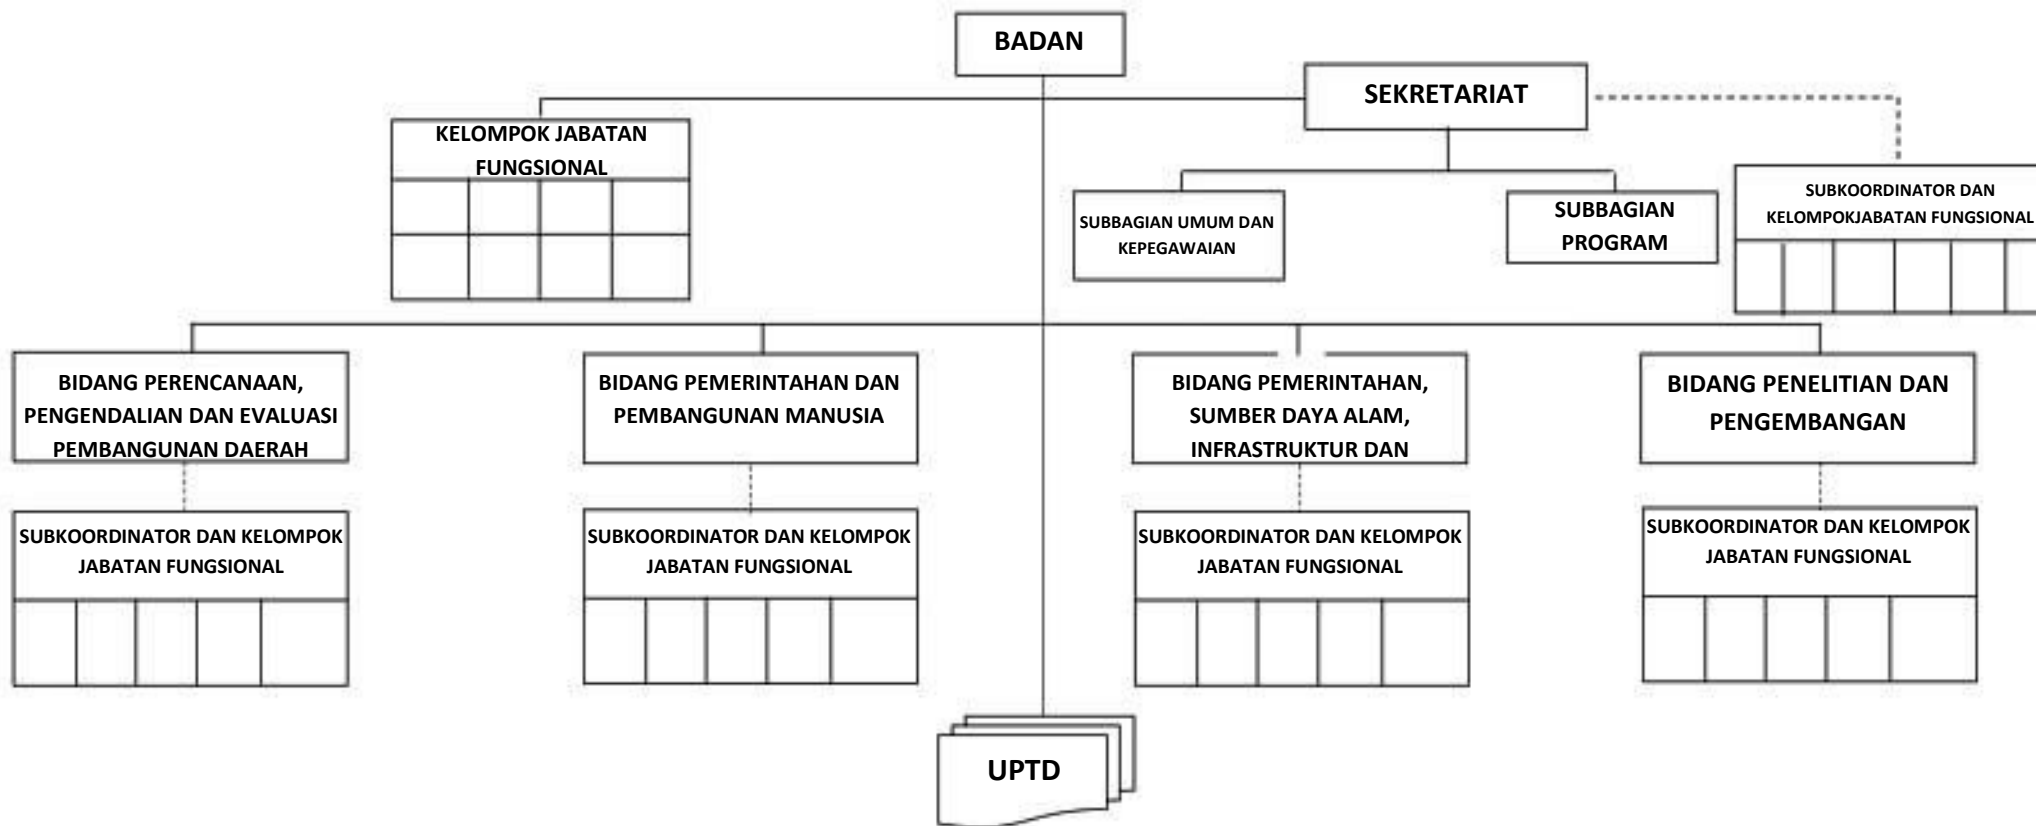 BADAN
SEKRETARIAT
KELOMPOK JABATAN
FUNGSIONAL
SUBBAGIAN UMUM DAN
KEPEGAWAIAN
SUBBAGIAN
PROGRAM
SUBKOORDINATOR DAN
KELOMPOKJABATAN FUNGSIONAL
BIDANG PERENCANAAN,
PENGENDALIAN DAN EVALUASI
PEMBANGUNAN DAERAH
BIDANG PEMERINTAHAN DAN
PEMBANGUNAN MANUSIA
BIDANG PEMERINTAHAN,
SUMBER DAYA ALAM,
INFRASTRUKTUR DAN
BIDANG PENELITIAN DAN
PENGEMBANGAN
SUBKOORDINATOR DAN KELOMPOK
JABATAN FUNGSIONAL
SUBKOORDINATOR DAN KELOMPOK
JABATAN FUNGSIONAL
SUBKOORDINATOR DAN KELOMPOK
JABATAN FUNGSIONAL
SUBKOORDINATOR DAN KELOMPOK
JABATAN FUNGSIONAL
UPTD